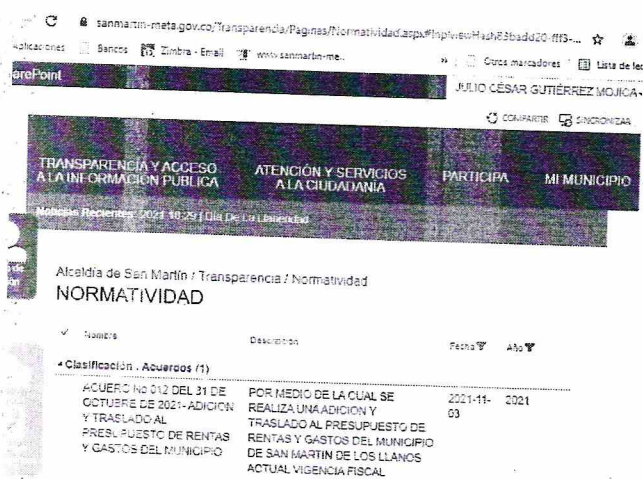 sanmartin-meta.gov.co/Transparencia/Paginas/Normatividad.aspx#InplviewHash83badd20-fff3-...
Aplicaciones Bancos Zimbra - Email www.sanmartin-me... » Otros marcadores Lista de lec
arePoint JULIO CÉSAR GUTIÉRREZ MOJICA
COMPARTIR SINCRONIZAR
TRANSPARENCIA Y ACCESO
A LA INFORMACIÓN PÚBLICA
ATENCIÓN Y SERVICIOS
A LA CIUDADANÍA
PARTICIPA
MI MUNICIPIO
Noticias Recientes: 2021 10:29 | Día De La Llaneridad
Alcaldía de San Martín / Transparencia / Normatividad
NORMATIVIDAD
✓ Nombre Descripción Fecha Año
Clasificación : Acuerdos (1)
ACUERO No 012 DEL 31 DE
OCTUBRE DE 2021- ADICION
Y TRASLADO AL
PRESUPUESTO DE RENTAS
Y GASTOS DEL MUNICIPIO
POR MEDIO DE LA CUAL SE
REALIZA UNA ADICION Y
TRASLADO AL PRESUPUESTO DE
RENTAS Y GASTOS DEL MUNICIPIO
DE SAN MARTIN DE LOS LLANOS
ACTUAL VIGENCIA FISCAL
2021-11-
03
2021